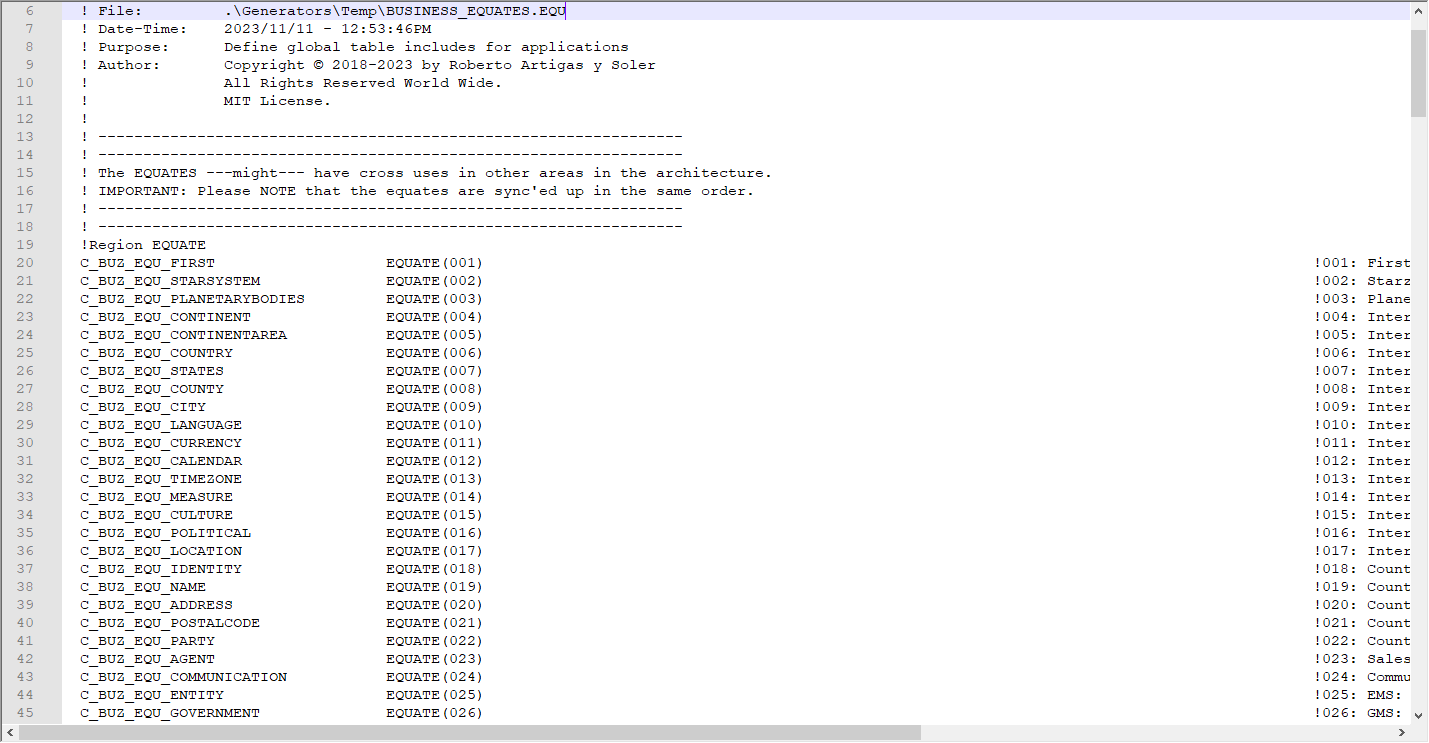 6 ! File: .\Generators\Temp\BUSINESS_EQUATES.EQU
7 ! Date-Time: 2023/11/11 - 12:53:46PM
8 ! Purpose: Define global table includes for applications
9 ! Author: Copyright © 2018-2023 by Roberto Artigas y Soler
10 ! All Rights Reserved World Wide.
11 ! MIT License.
12 !
13 ! -----------------------------------------------------------------
14 ! -----------------------------------------------------------------
15 ! The EQUATES ---might--- have cross uses in other areas in the architecture.
16 ! IMPORTANT: Please NOTE that the equates are sync'ed up in the same order.
17 ! -----------------------------------------------------------------
18 ! -----------------------------------------------------------------
19 !Region EQUATE
20 C_BUZ_EQU_FIRST EQUATE(001) !001: First
21 C_BUZ_EQU_STARSYSTEM EQUATE(002) !002: Starz
22 C_BUZ_EQU_PLANETARYBODIES EQUATE(003) !003: Plane
23 C_BUZ_EQU_CONTINENT EQUATE(004) !004: Inter
24 C_BUZ_EQU_CONTINENTAREA EQUATE(005) !005: Inter
25 C_BUZ_EQU_COUNTRY EQUATE(006) !006: Inter
26 C_BUZ_EQU_STATES EQUATE(007) !007: Inter
27 C_BUZ_EQU_COUNTY EQUATE(008) !008: Inter
28 C_BUZ_EQU_CITY EQUATE(009) !009: Inter
29 C_BUZ_EQU_LANGUAGE EQUATE(010) !010: Inter
30 C_BUZ_EQU_CURRENCY EQUATE(011) !011: Inter
31 C_BUZ_EQU_CALENDAR EQUATE(012) !012: Inter
32 C_BUZ_EQU_TIMEZONE EQUATE(013) !013: Inter
33 C_BUZ_EQU_MEASURE EQUATE(014) !014: Inter
34 C_BUZ_EQU_CULTURE EQUATE(015) !015: Inter
35 C_BUZ_EQU_POLITICAL EQUATE(016) !016: Inter
36 C_BUZ_EQU_LOCATION EQUATE(017) !017: Inter
37 C_BUZ_EQU_IDENTITY EQUATE(018) !018: Count
38 C_BUZ_EQU_NAME EQUATE(019) !019: Count
39 C_BUZ_EQU_ADDRESS EQUATE(020) !020: Count
40 C_BUZ_EQU_POSTALCODE EQUATE(021) !021: Count
41 C_BUZ_EQU_PARTY EQUATE(022) !022: Count
42 C_BUZ_EQU_AGENT EQUATE(023) !023: Sales
43 C_BUZ_EQU_COMMUNICATION EQUATE(024) !024: Commu
44 C_BUZ_EQU_ENTITY EQUATE(025) !025: EMS:
45 C_BUZ_EQU_GOVERNMENT EQUATE(026) !026: GMS: